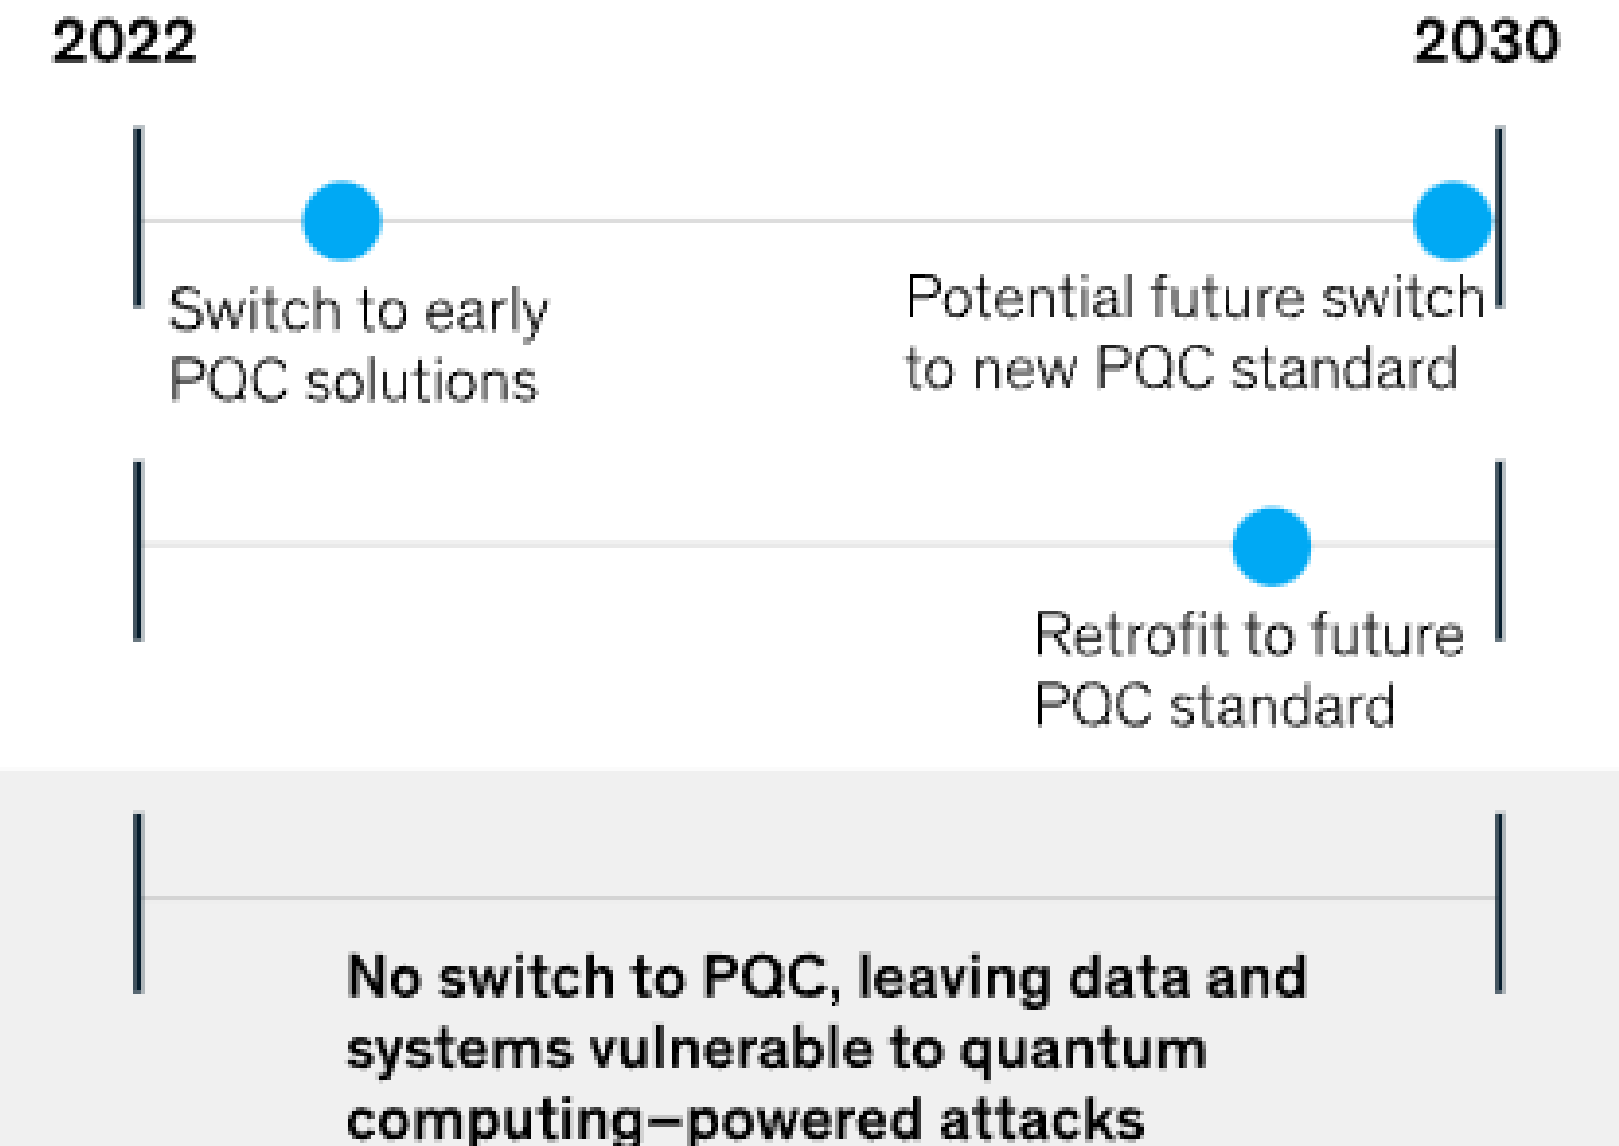 2022 2030
Switch to early
PQC solutions
Potential future switch
to new PQC standard
Retrofit to future
PQC standard
No switch to PQC, leaving data and
systems vulnerable to quantum
computing–powered attacks